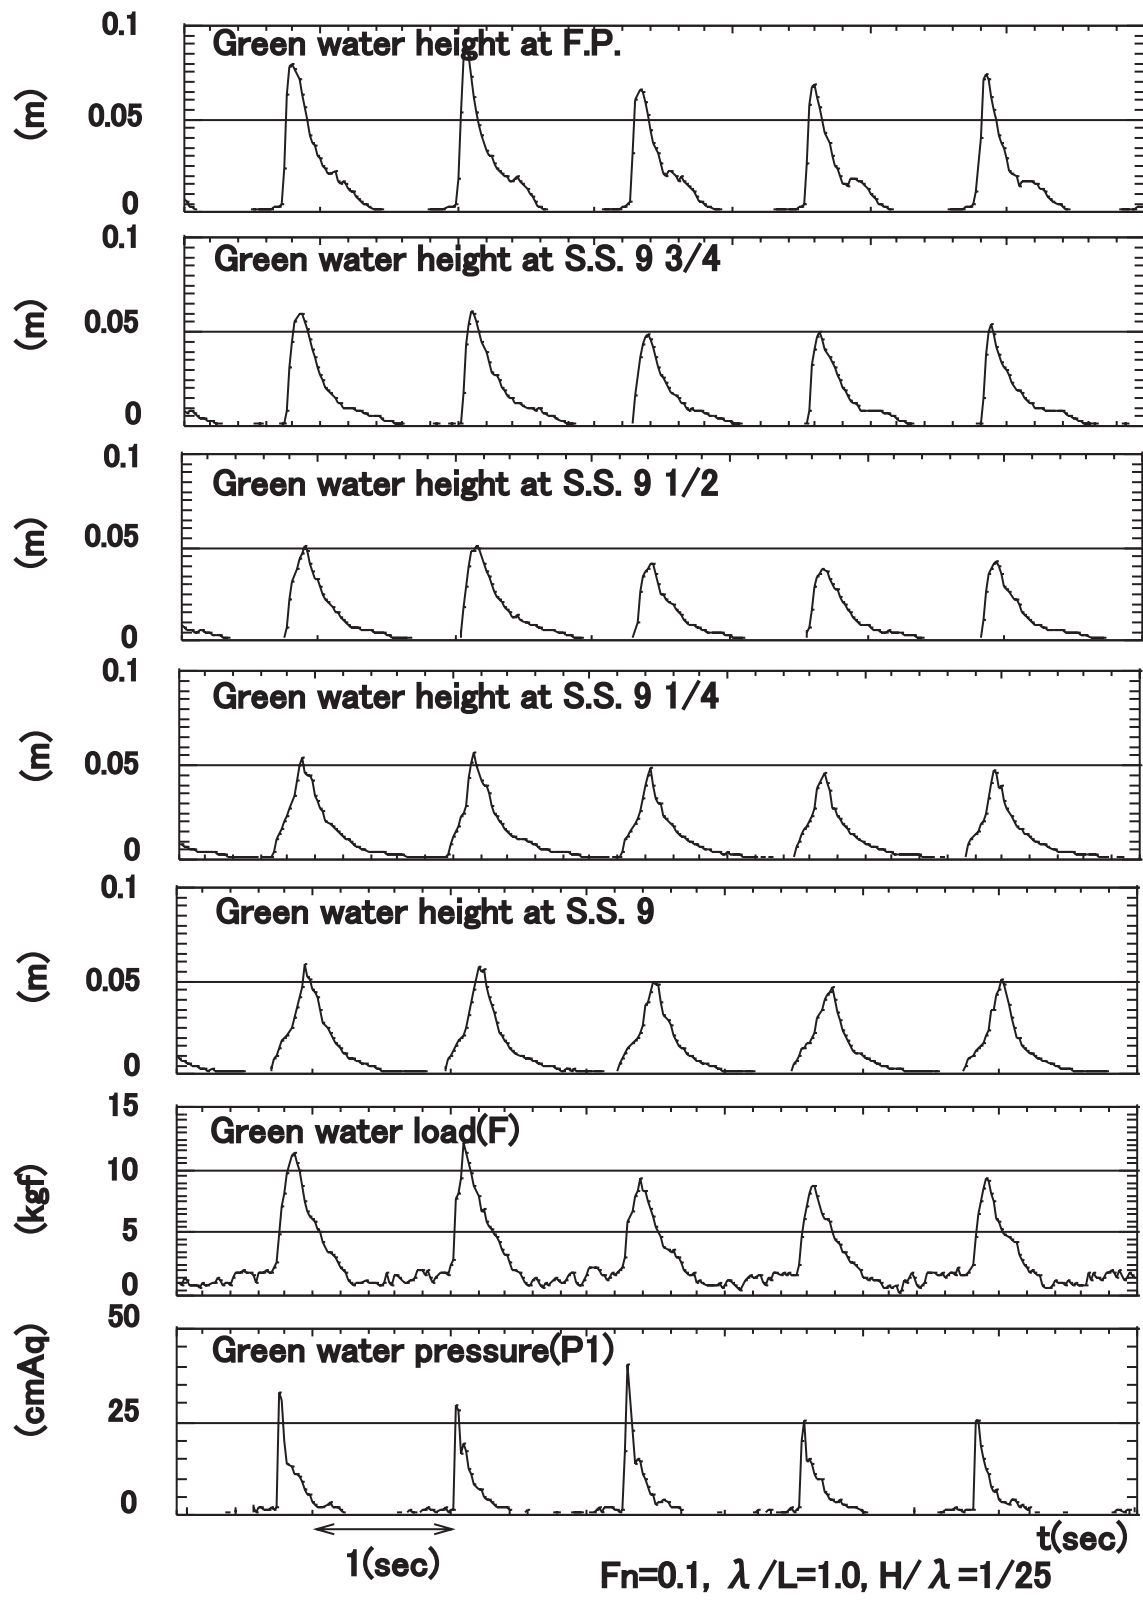 0.1
Green water height at F.P.
(m)
0.05
0
0.1
Green water height at S.S. 9 3/4
(m)
0.05
0
0.1
Green water height at S.S. 9 1/2
(m)
0.05
0
0.1
Green water height at S.S. 9 1/4
(m)
0.05
0
0.1
Green water height at S.S. 9
(m)
0.05
0
15
Green water load(F)
10
(kgf)
5
0
50
Green water pressure(P1)
(cmAq)
25
0
t(sec)
1(sec)
Fn=0.1, λ/L=1.0, H/λ=1/25